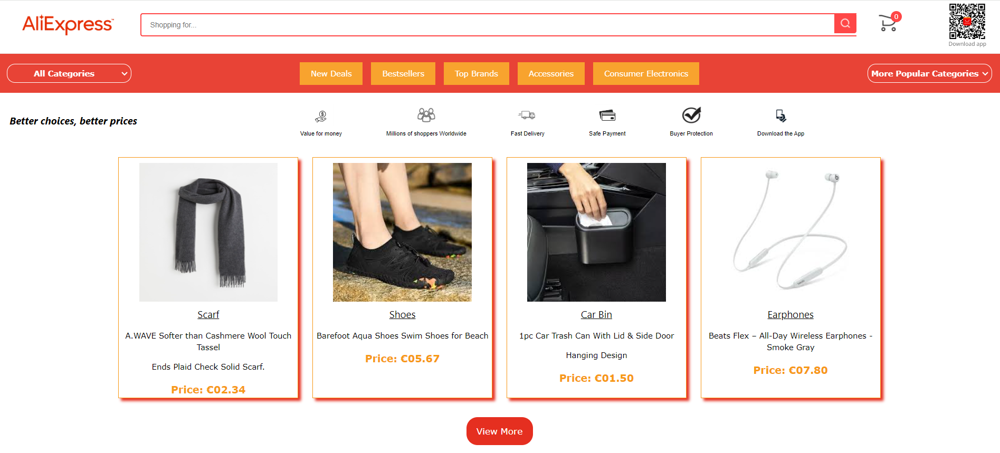 AliExpress™
Shopping for...
0
Download app
All Categories
New Deals
Bestsellers
Top Brands
Accessories
Consumer Electronics
More Popular Categories
Better choices, better prices
Value for money
Millions of shoppers Worldwide
Fast Delivery
Safe Payment
Buyer Protection
Download the App
Scarf
A.WAVE Softer than Cashmere Wool Touch
Tassel
Ends Plaid Check Solid Scarf.
Price: €02.34
Shoes
Barefoot Aqua Shoes Swim Shoes for Beach
Price: €05.67
Car Bin
1pc Car Trash Can With Lid & Side Door
Hanging Design
Price: €01.50
Earphones
Beats Flex – All-Day Wireless Earphones -
Smoke Gray
Price: €07.80
View More